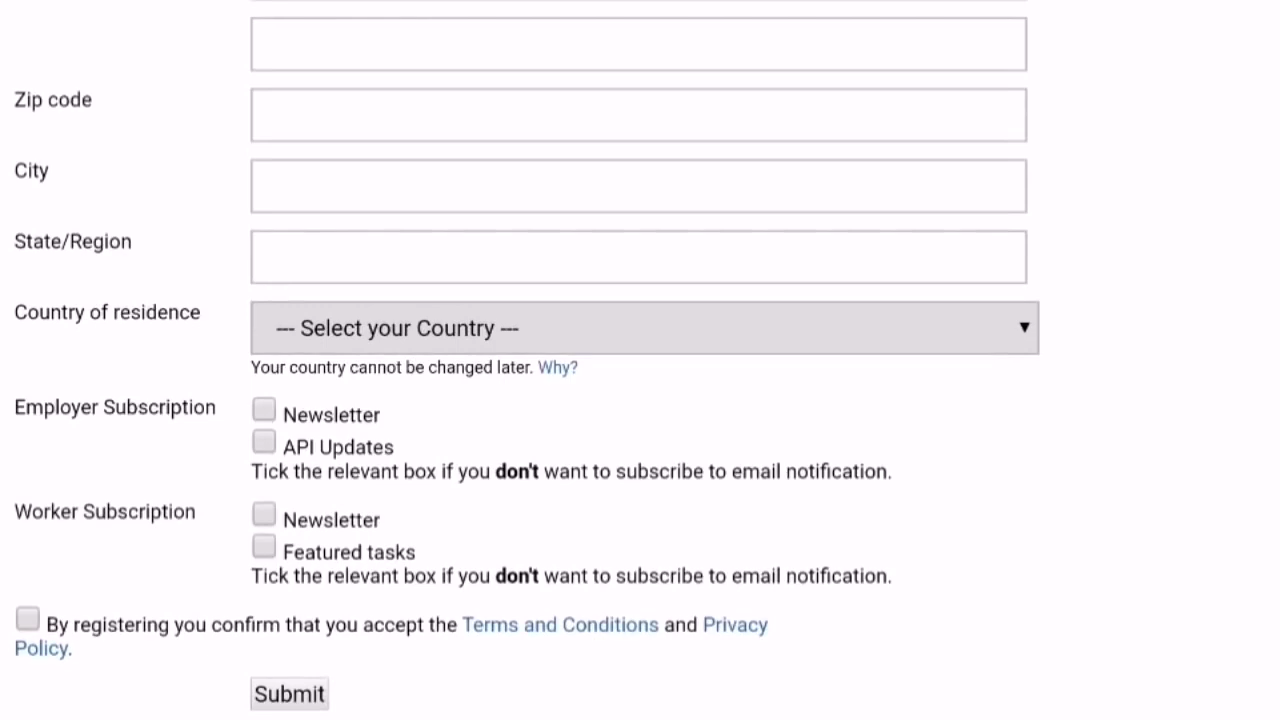 Zip code
City
State/Region
Country of residence
--- Select your Country --- ▼
Your country cannot be changed later. Why?
Employer Subscription
Newsletter
API Updates
Tick the relevant box if you don't want to subscribe to email notification.
Worker Subscription
Newsletter
Featured tasks
Tick the relevant box if you don't want to subscribe to email notification.
By registering you confirm that you accept the Terms and Conditions and Privacy
Policy.
Submit